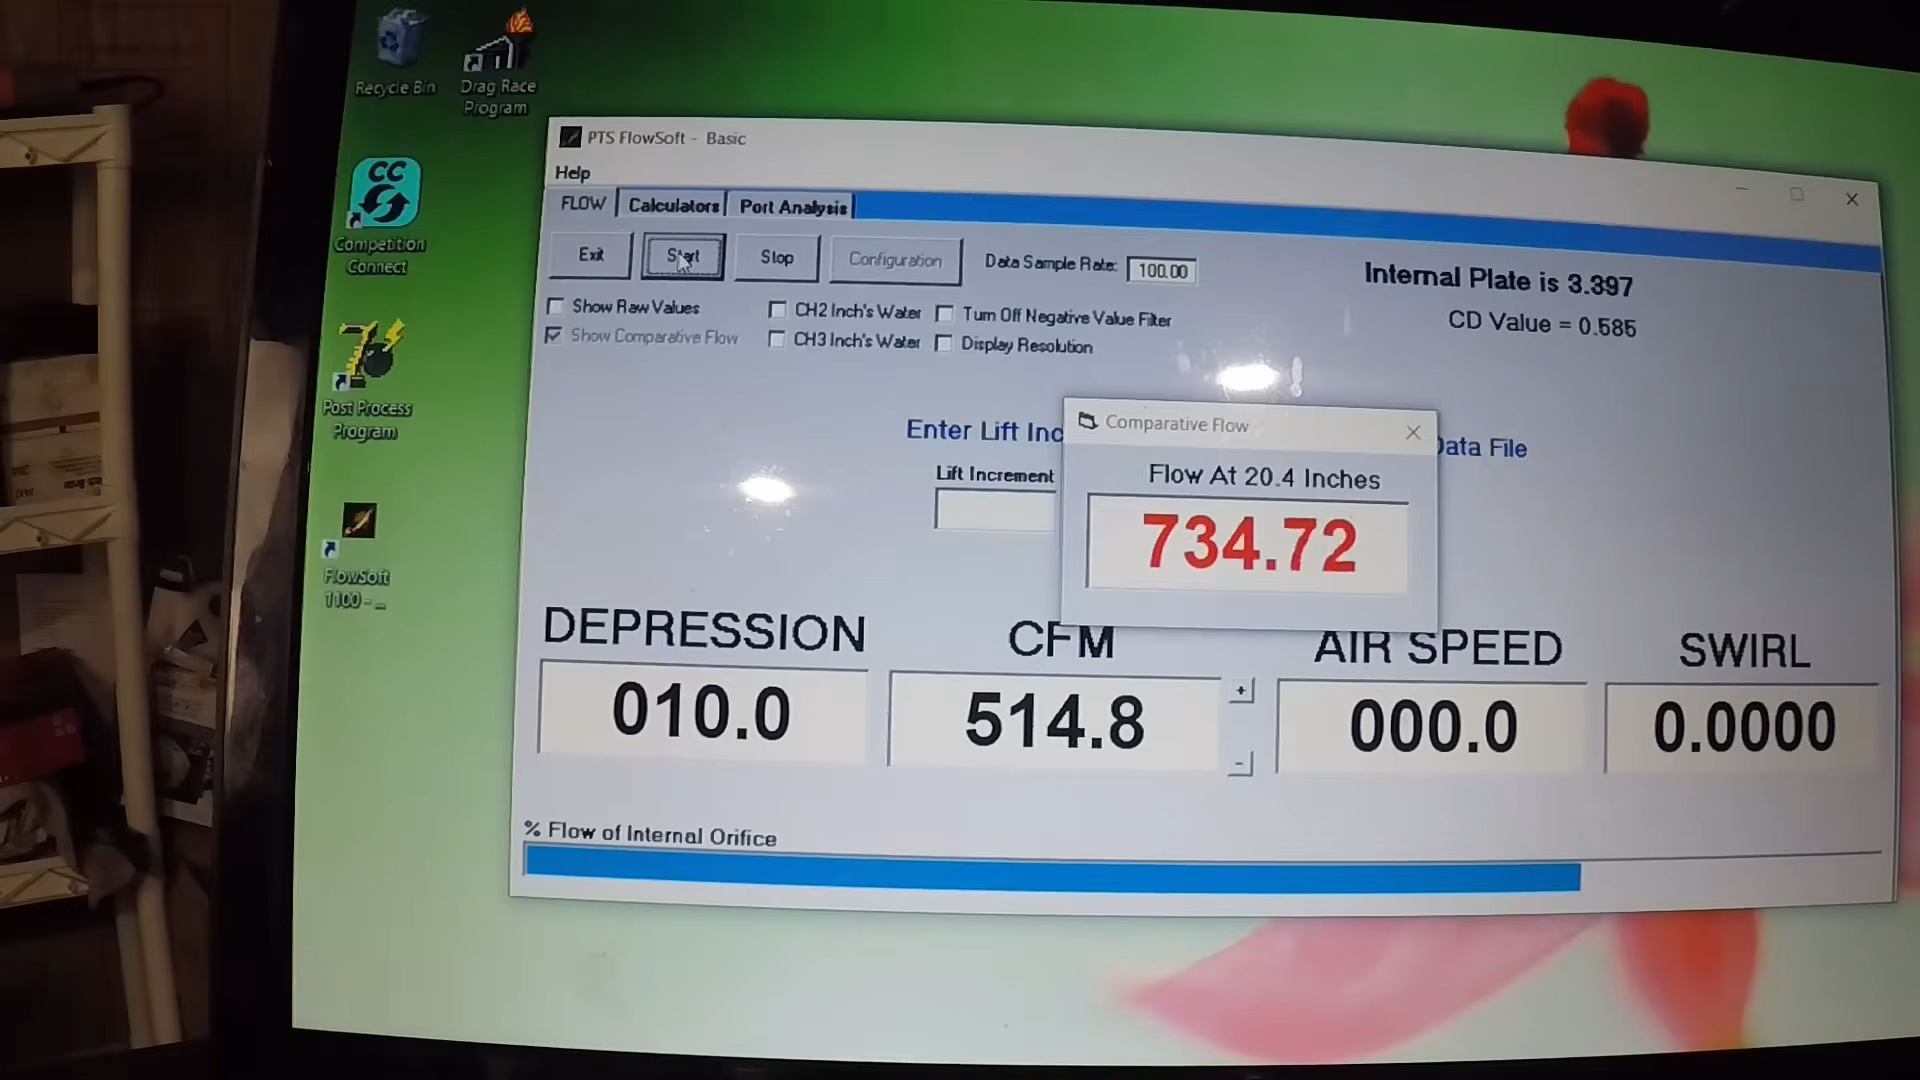 Recycle Bin
Drag Race
Program
CC
Competition
Connect
Post Process
Program
FlowSoft
1100 - ...
PTS FlowSoft - Basic
Help
FLOW
Calculators
Port Analysis
Exit
Start
Stop
Configuration
Data Sample Rate:
100.00
Internal Plate is 3.397
CD Value = 0.585
Show Raw Values
CH2 Inch's Water
Turn Off Negative Value Filter
Show Comparative Flow
CH3 Inch's Water
Display Resolution
Enter Lift Inc
Data File
Lift Increment
Comparative Flow
Flow At 20.4 Inches
734.72
DEPRESSION
CFM
AIR SPEED
SWIRL
010.0
514.8
+
-
000.0
0.0000
% Flow of Internal Orifice